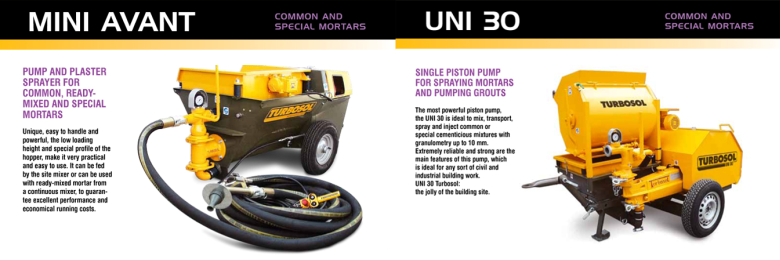 MINI AVANT
COMMON AND
SPECIAL MORTARS
PUMP AND PLASTER
SPRAYER FOR
COMMON, READY-
MIXED AND SPECIAL
MORTARS
Unique, easy to handle and
powerful, the low loading
height and special profile of the
hopper, make it very practical
and easy to use. It can be fed
by the site mixer or can be used
with ready-mixed mortar from
a continuous mixer, to guaran-
tee excellent performance and
economical running costs.
TURBOSOL
UNI 30
COMMON AND
SPECIAL MORTARS
SINGLE PISTON PUMP
FOR SPRAYING MORTARS
AND PUMPING GROUTS
The most powerful piston pump,
the UNI 30 is ideal to mix, transport,
spray and inject common or
special cementicious mixtures with
granulometry up to 10 mm.
Extremely reliable and strong are the
main features of this pump, which
is ideal for any sort of civil and
industrial building work.
UNI 30 Turbosol:
the jolly of the building site.
TURBOSOL
TURBOSOL